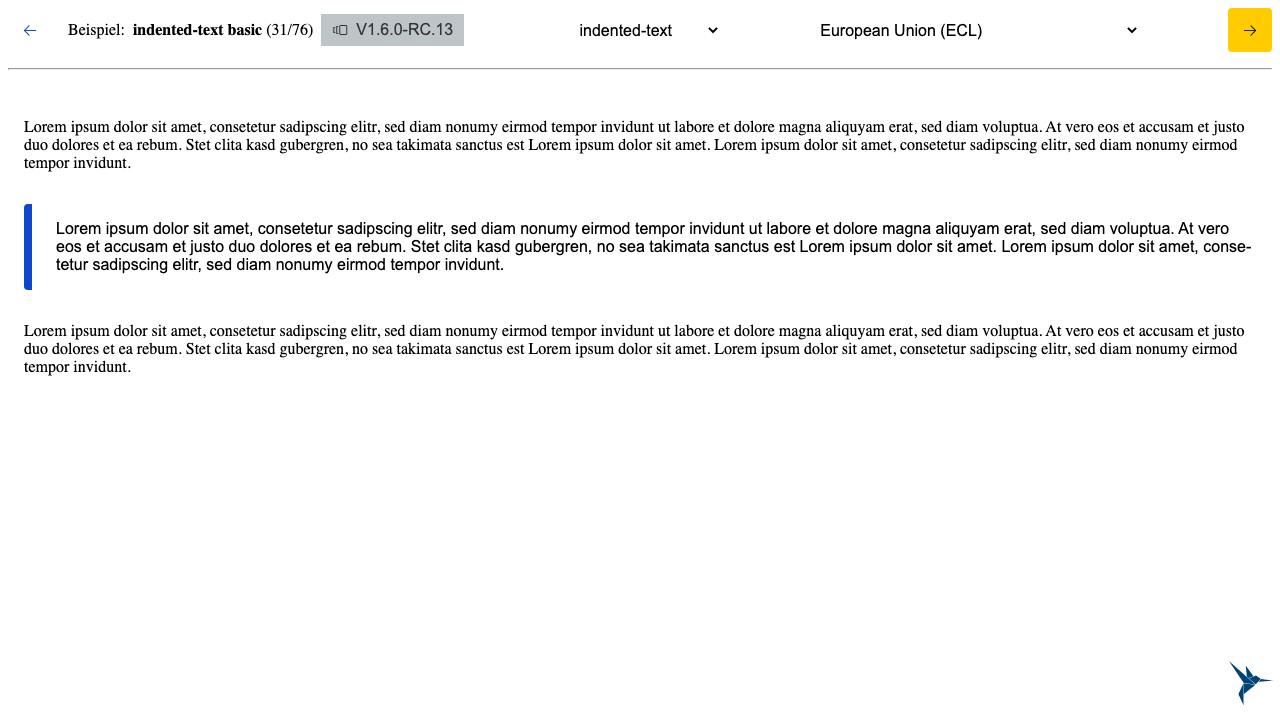 Beispiel: indented-text basic (31/76) V1.6.0-RC.13 indented-text European Union (ECL)
Lorem ipsum dolor sit amet, consetetur sadipscing elitr, sed diam nonumy eirmod tempor invidunt ut labore et dolore magna aliquyam erat, sed diam voluptua. At vero eos et accusam et justo
duo dolores et ea rebum. Stet clita kasd gubergren, no sea takimata sanctus est Lorem ipsum dolor sit amet. Lorem ipsum dolor sit amet, consetetur sadipscing elitr, sed diam nonumy eirmod
tempor invidunt.
Lorem ipsum dolor sit amet, consetetur sadipscing elitr, sed diam nonumy eirmod tempor invidunt ut labore et dolore magna aliquyam erat, sed diam voluptua. At vero
eos et accusam et justo duo dolores et ea rebum. Stet clita kasd gubergren, no sea takimata sanctus est Lorem ipsum dolor sit amet. Lorem ipsum dolor sit amet, conse-
tetur sadipscing elitr, sed diam nonumy eirmod tempor invidunt.
Lorem ipsum dolor sit amet, consetetur sadipscing elitr, sed diam nonumy eirmod tempor invidunt ut labore et dolore magna aliquyam erat, sed diam voluptua. At vero eos et accusam et justo
duo dolores et ea rebum. Stet clita kasd gubergren, no sea takimata sanctus est Lorem ipsum dolor sit amet. Lorem ipsum dolor sit amet, consetetur sadipscing elitr, sed diam nonumy eirmod
tempor invidunt.